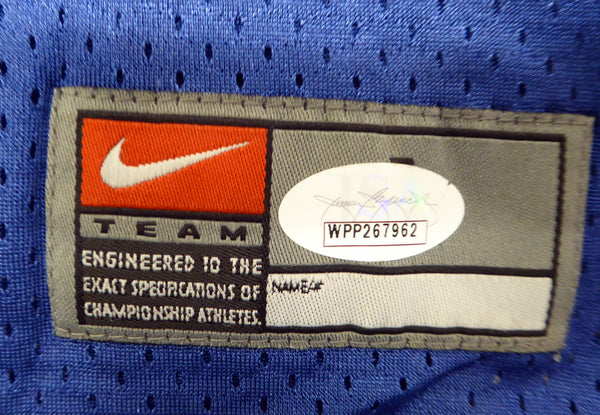 TEAM
ENGINEERED TO THE
EXACT SPECIFICATIONS OF
CHAMPIONSHIP ATHLETES.
WPP267962
NAME/#